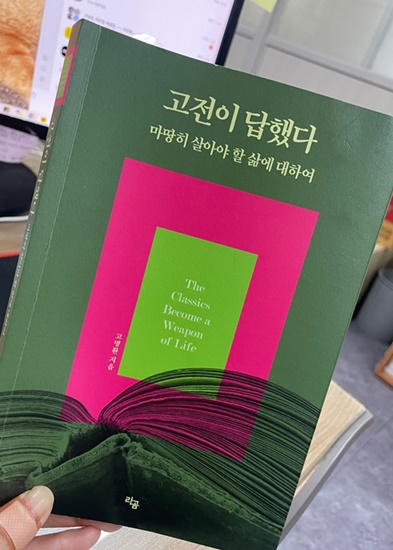 고전이 답했다
마땅히 살아야 할 삶에 대하여
The
Classics
Become a
Weapon
of Life
고명환 지음
라곰